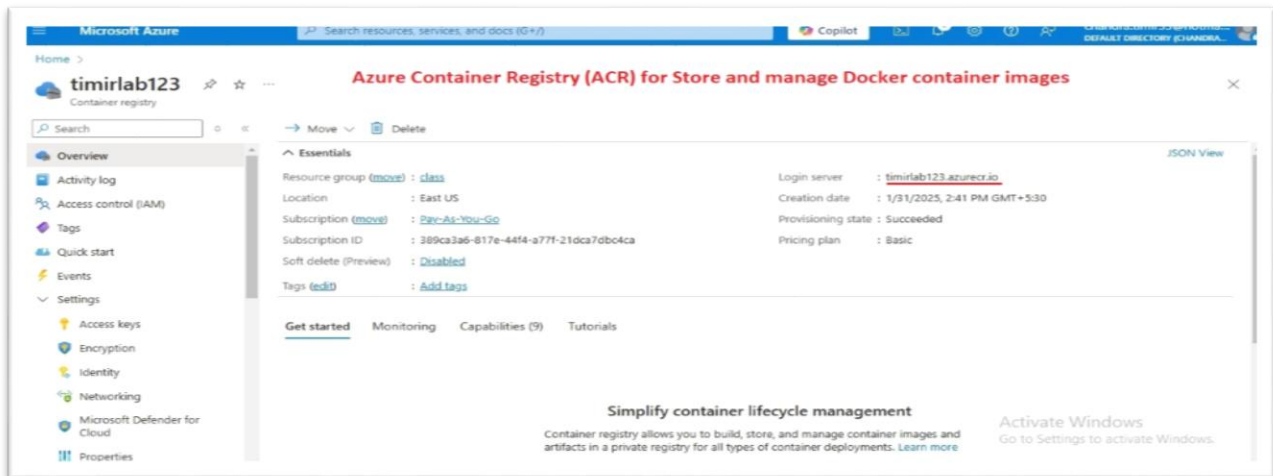 Microsoft Azure
Search resources, services, and docs (G+/)
Copilot
DEFAULT DIRECTORY (CHANDRA...
Home >
timirlab123
Container registry
Azure Container Registry (ACR) for Store and manage Docker container images
Search
Move
Delete
Overview
Activity log
Access control (IAM)
Tags
Quick start
Events
Settings
Access keys
Encryption
Identity
Networking
Microsoft Defender for
Cloud
Properties
Essentials
JSON View
Resource group (move) : class
Location : East US
Subscription (move) : Pay-As-You-Go
Subscription ID : 389ca3a6-817e-44f4-a77f-21dca7dbc4ca
Soft delete (Preview) : Disabled
Tags (edit) : Add tags
Login server : timirlab123.azurecr.io
Creation date : 1/31/2025, 2:41 PM GMT+5:30
Provisioning state : Succeeded
Pricing plan : Basic
Get started Monitoring Capabilities (9) Tutorials
Simplify container lifecycle management
Container registry allows you to build, store, and manage container images and
artifacts in a private registry for all types of container deployments. Learn more
Activate Windows
Go to Settings to activate Windows.